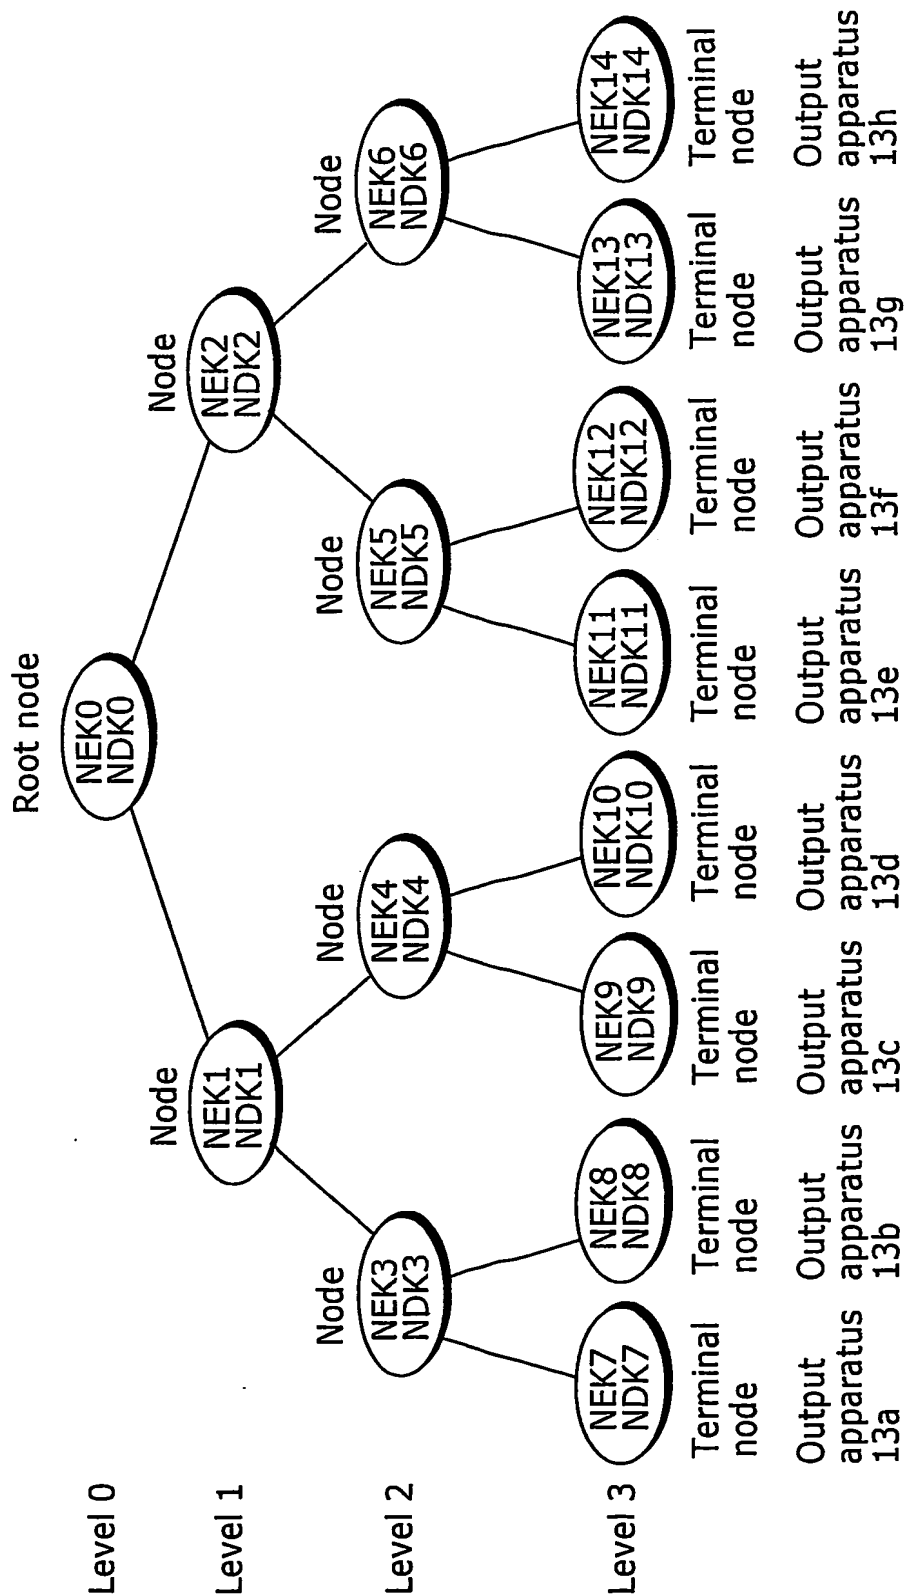 Root node
Level 0
NEK0
NDK0
Node
Node
Level 1
NEK1
NDK1
NEK2
NDK2
Node
Node
Node
Node
Level 2
NEK3
NDK3
NEK4
NDK4
NEK5
NDK5
NEK6
NDK6
Level 3
NEK7
NDK7
NEK8
NDK8
NEK9
NDK9
NEK10
NDK10
NEK11
NDK11
NEK12
NDK12
NEK13
NDK13
NEK14
NDK14
Terminal
node
Terminal
node
Terminal
node
Terminal
node
Terminal
node
Terminal
node
Terminal
node
Terminal
node
Output
apparatus
13a
Output
apparatus
13b
Output
apparatus
13c
Output
apparatus
13d
Output
apparatus
13e
Output
apparatus
13f
Output
apparatus
13g
Output
apparatus
13h